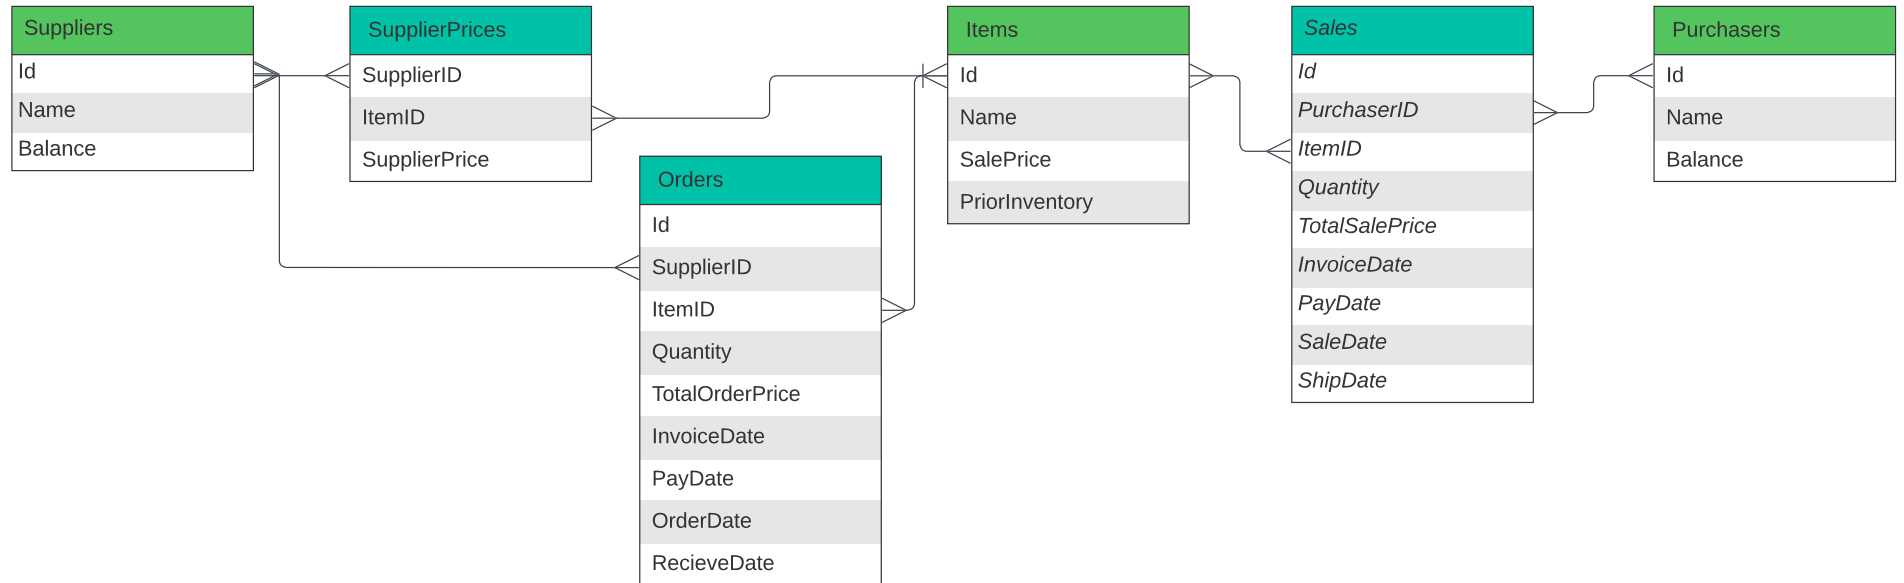 Suppliers
Id
Name
Balance
SupplierPrices
SupplierID
ItemID
SupplierPrice
Orders
Id
SupplierID
ItemID
Quantity
TotalOrderPrice
InvoiceDate
PayDate
OrderDate
RecieveDate
Items
Id
Name
SalePrice
PriorInventory
Sales
Id
PurchaserID
ItemID
Quantity
TotalSalePrice
InvoiceDate
PayDate
SaleDate
ShipDate
Purchasers
Id
Name
Balance